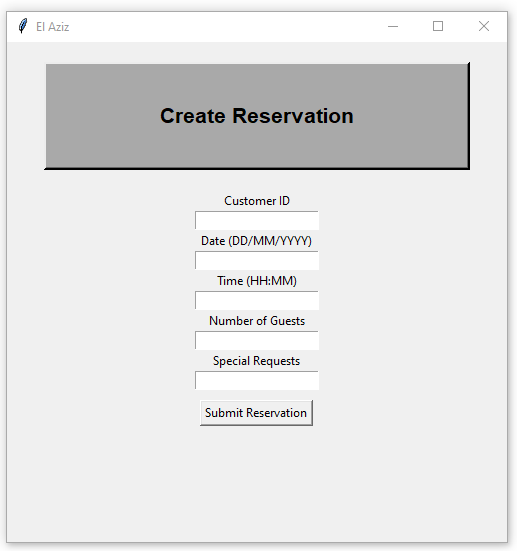 El Aziz
Create Reservation
Customer ID
Date (DD/MM/YYYY)
Time (HH:MM)
Number of Guests
Special Requests
Submit Reservation